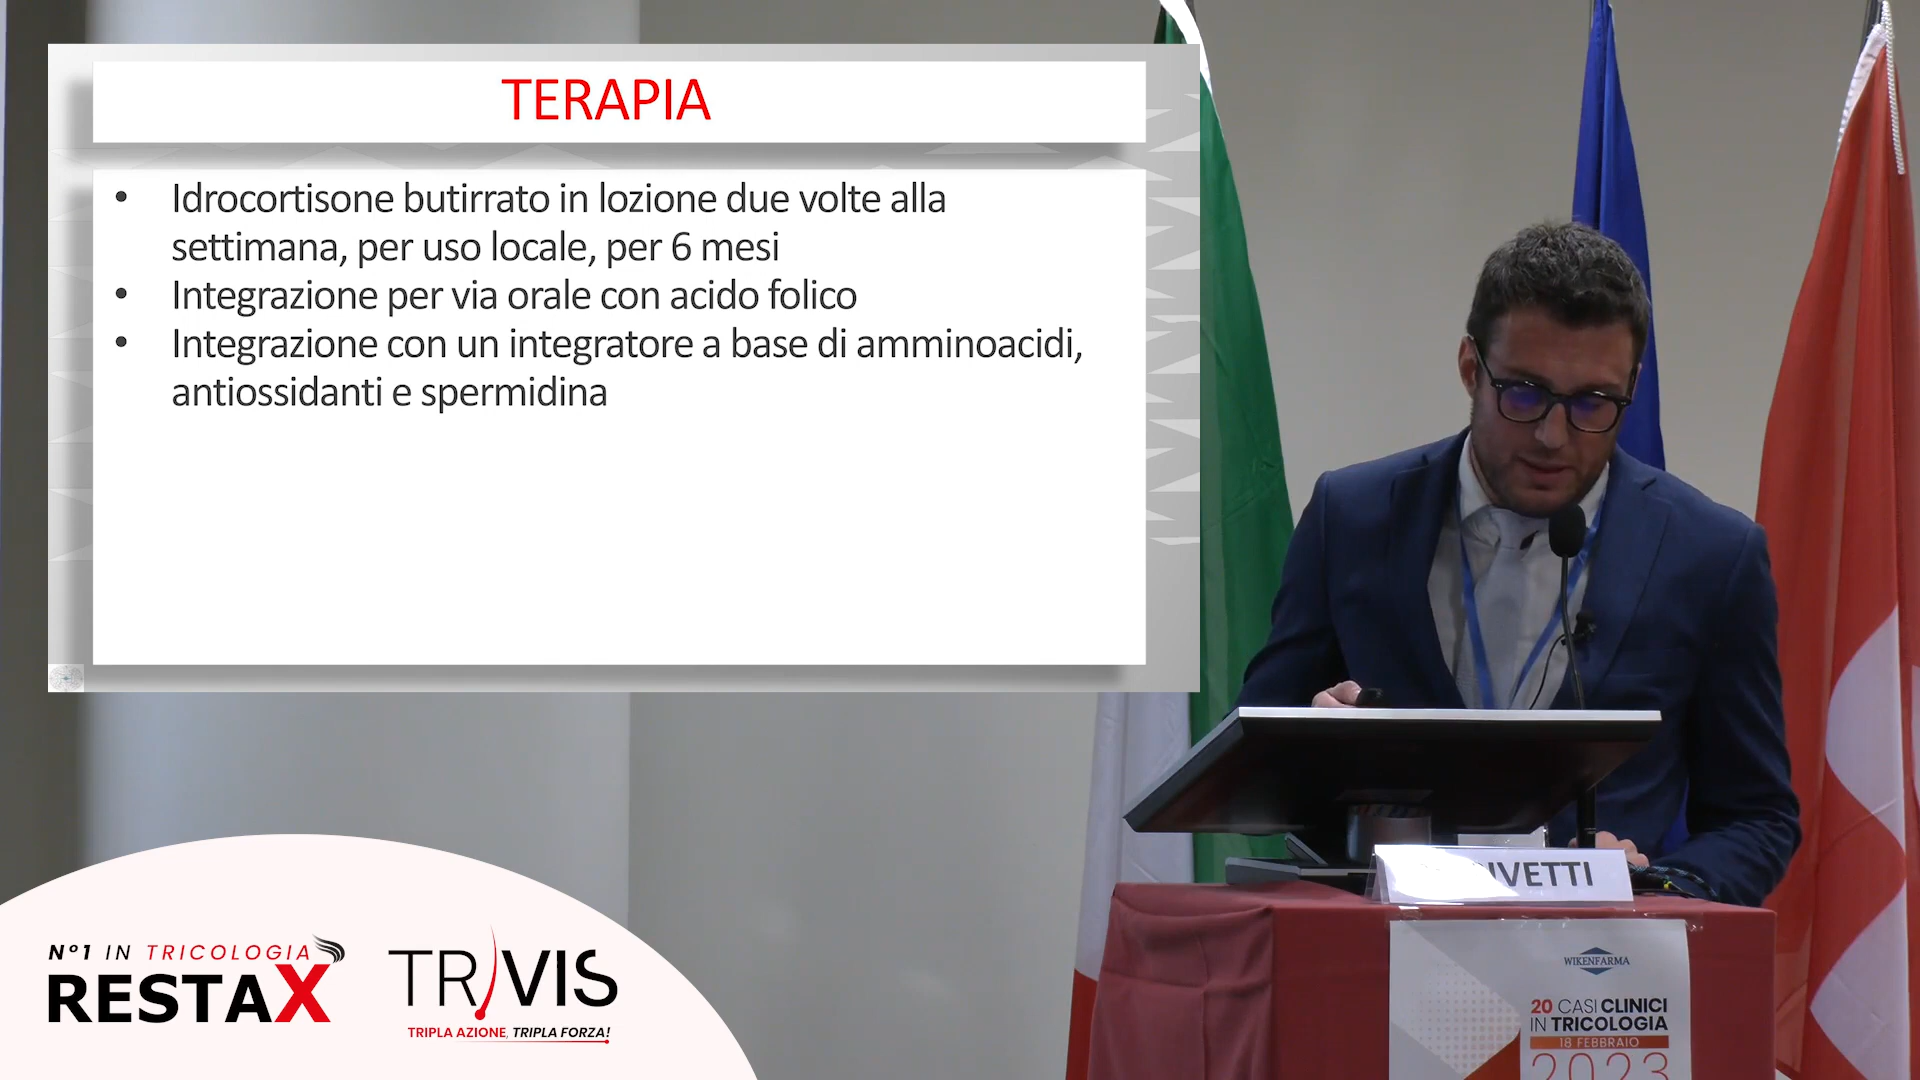 TERAPIA
• Idrocortisone butirrato in lozione due volte alla
settimana, per uso locale, per 6 mesi
• Integrazione per via orale con acido folico
• Integrazione con un integratore a base di amminoacidi,
antiossidanti e spermidina
N°1 IN TRICOLOGIA
RESTAX
TRIVIS
TRIPLA AZIONE, TRIPLA FORZA!
WIKENFARMA
20 CASI CLINICI
IN TRICOLOGIA
18 FEBBRAIO
2023